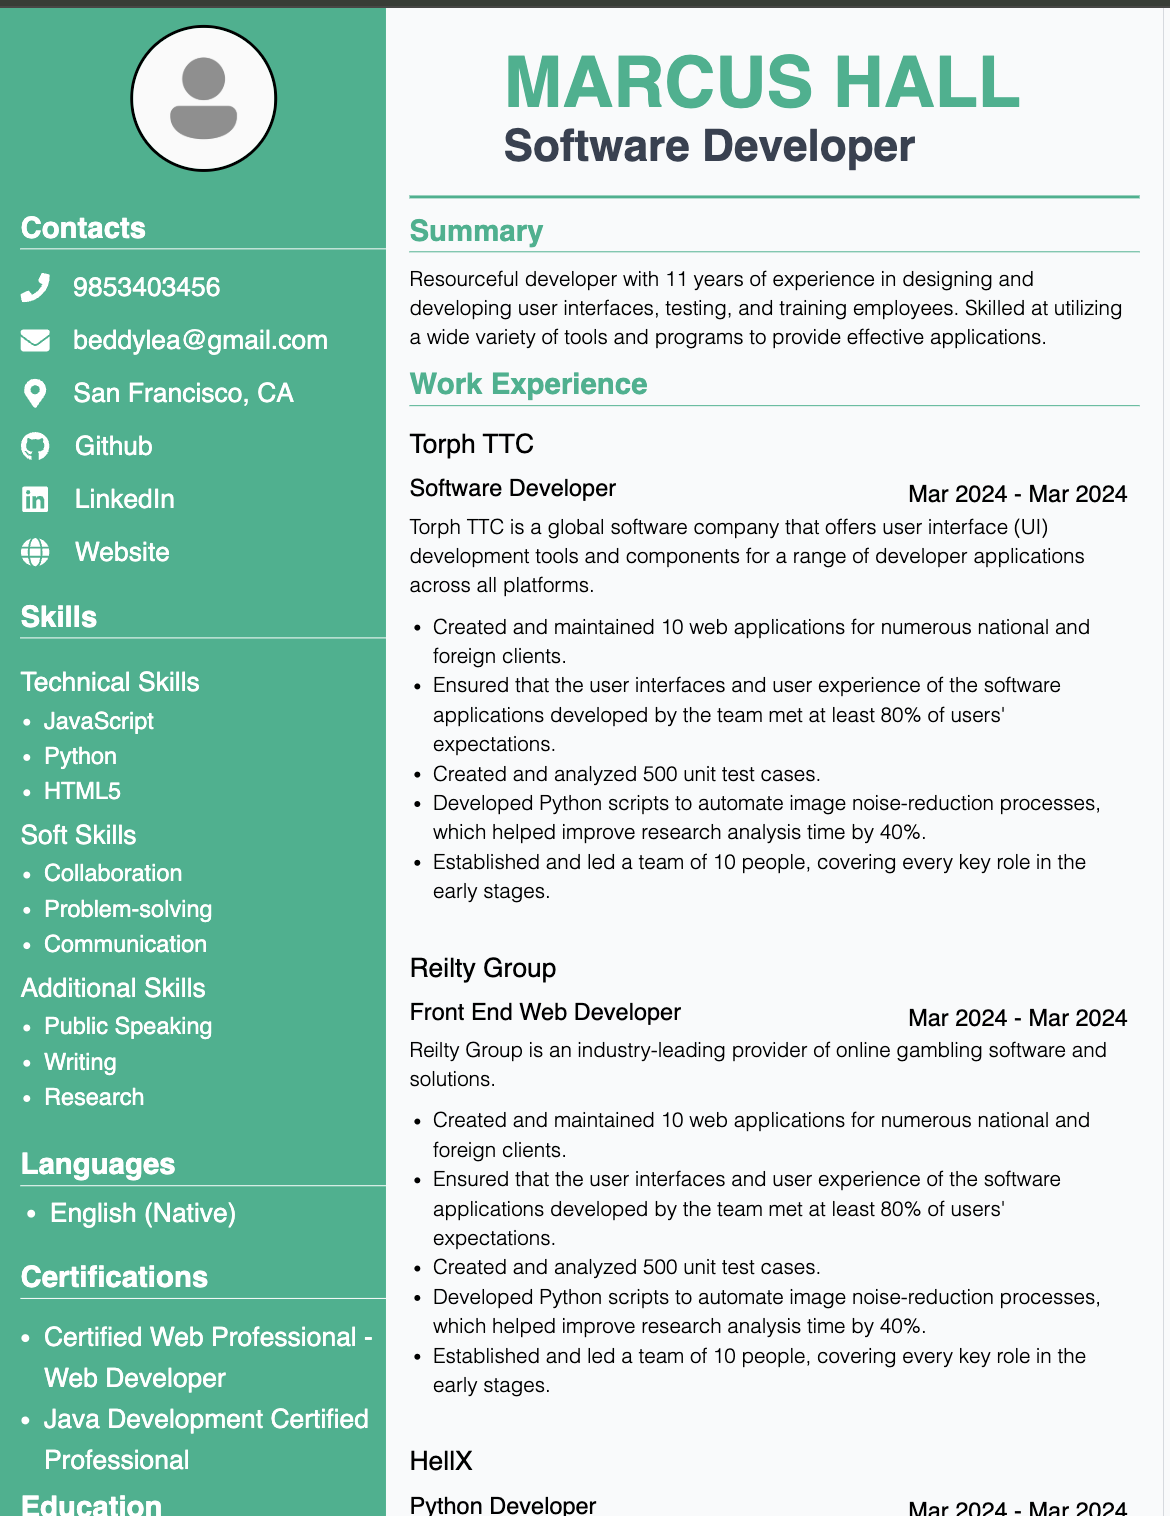 Contacts
9853403456
beddylea@gmail.com
San Francisco, CA
Github
LinkedIn
Website
Skills
Technical Skills
• JavaScript
• Python
• HTML5
Soft Skills
• Collaboration
• Problem-solving
• Communication
Additional Skills
• Public Speaking
• Writing
• Research
Languages
• English (Native)
Certifications
• Certified Web Professional -
Web Developer
• Java Development Certified
Professional
Education
MARCUS HALL
Software Developer
Summary
Resourceful developer with 11 years of experience in designing and
developing user interfaces, testing, and training employees. Skilled at utilizing
a wide variety of tools and programs to provide effective applications.
Work Experience
Torph TTC
Software Developer Mar 2024 - Mar 2024
Torph TTC is a global software company that offers user interface (UI)
development tools and components for a range of developer applications
across all platforms.
• Created and maintained 10 web applications for numerous national and
foreign clients.
• Ensured that the user interfaces and user experience of the software
applications developed by the team met at least 80% of users'
expectations.
• Created and analyzed 500 unit test cases.
• Developed Python scripts to automate image noise-reduction processes,
which helped improve research analysis time by 40%.
• Established and led a team of 10 people, covering every key role in the
early stages.
Reilty Group
Front End Web Developer Mar 2024 - Mar 2024
Reilty Group is an industry-leading provider of online gambling software and
solutions.
• Created and maintained 10 web applications for numerous national and
foreign clients.
• Ensured that the user interfaces and user experience of the software
applications developed by the team met at least 80% of users'
expectations.
• Created and analyzed 500 unit test cases.
• Developed Python scripts to automate image noise-reduction processes,
which helped improve research analysis time by 40%.
• Established and led a team of 10 people, covering every key role in the
early stages.
HellX
Python Developer Mar 2024 - Mar 2024